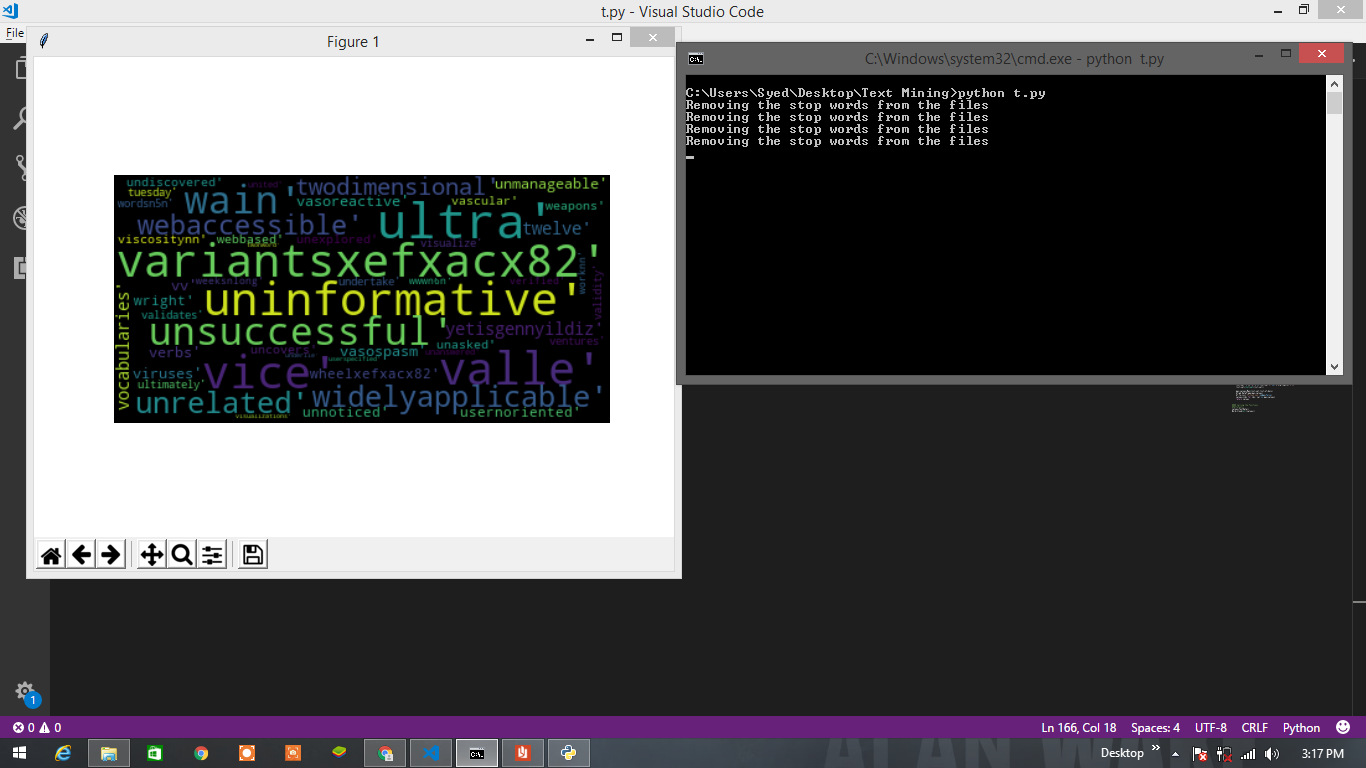 t.py - Visual Studio Code
File
Figure 1
C:\Windows\system32\cmd.exe - python t.py
C:\Users\Syed\Desktop\Text Mining>python t.py
Removing the stop words from the files
Removing the stop words from the files
Removing the stop words from the files
Removing the stop words from the files
undiscovered'
united'
twodimensional'
unmanageable'
tuesday'
wain'
vasoreactive'
vascular'
weapons'
wordsn5n'
webaccessible'
ultra'
twelve'
viscositynn'
webbased'
unexplored'
visualize'
variantsxefxacx82'
vv'
weeksnlong'
undertake'
wwwn6n'
verified'
worknn'
validity'
wright'
uninformative'
validates'
vocabularies'
unsuccessful'
yetisgennyildiz'
verbs'
uncovers'
vasospasm'
unasked'
ventures'
userspecified'
viruses'
vice'
wheelxefxacx82'
valle'
ultimately'
unrelated'
widelyapplicable'
unnoticed'
usernoriented'
visualizations'
1
0 0
Ln 166, Col 18
Spaces: 4
UTF-8
CRLF
Python
ALAN WA
Desktop
3:17 PM